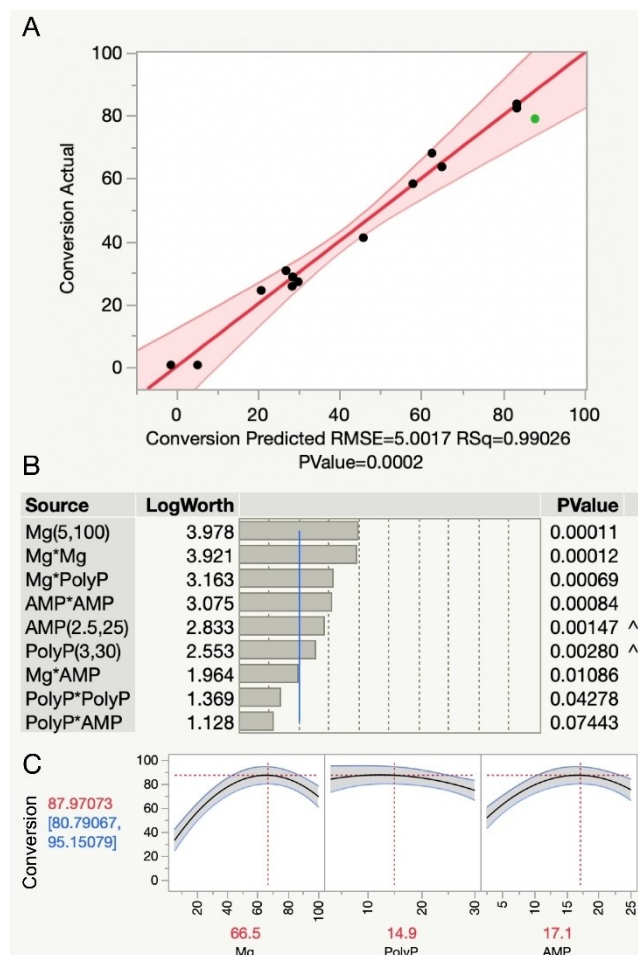 A
100
80
60
40
20
0
Conversion Actual
0 20 40 60 80 100
Conversion Predicted RMSE=5.0017 RSq=0.99026
PValue=0.0002
B
Source LogWorth PValue
Mg(5,100) 3.978 0.00011
Mg*Mg 3.921 0.00012
Mg*PolyP 3.163 0.00069
AMP*AMP 3.075 0.00084
AMP(2.5,25) 2.833 0.00147 ^
PolyP(3,30) 2.553 0.00280 ^
Mg*AMP 1.964 0.01086
PolyP*PolyP 1.369 0.04278
PolyP*AMP 1.128 0.07443
C
Conversion
87.97073
[80.79067,
95.15079]
100
80
60
40
20
0
20 40 60 80 100 10 20 30 5 10 15 20 25
66.5 14.9 17.1
Mg PolyP AMP